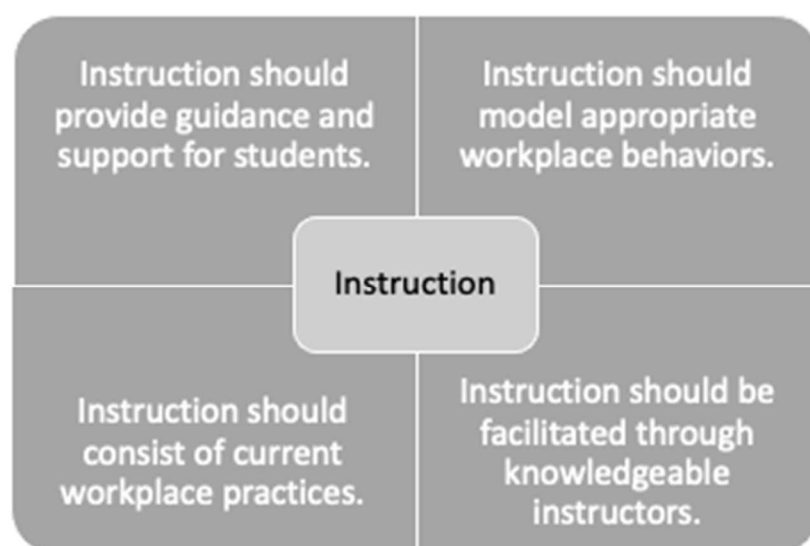 Instruction should
provide guidance and
support for students.
Instruction should
model appropriate
workplace behaviors.
Instruction
Instruction should
consist of current
workplace practices.
Instruction should be
facilitated through
knowledgeable
instructors.